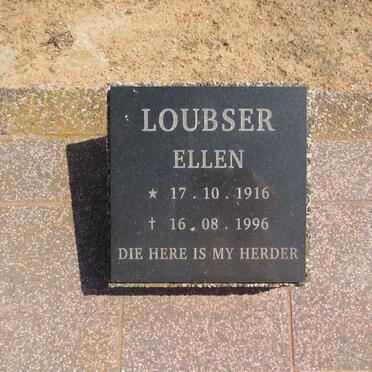 LOUBSER
ELLEN
★ 17.10.1916
† 16.08.1996
DIE HERE IS MY HERDER